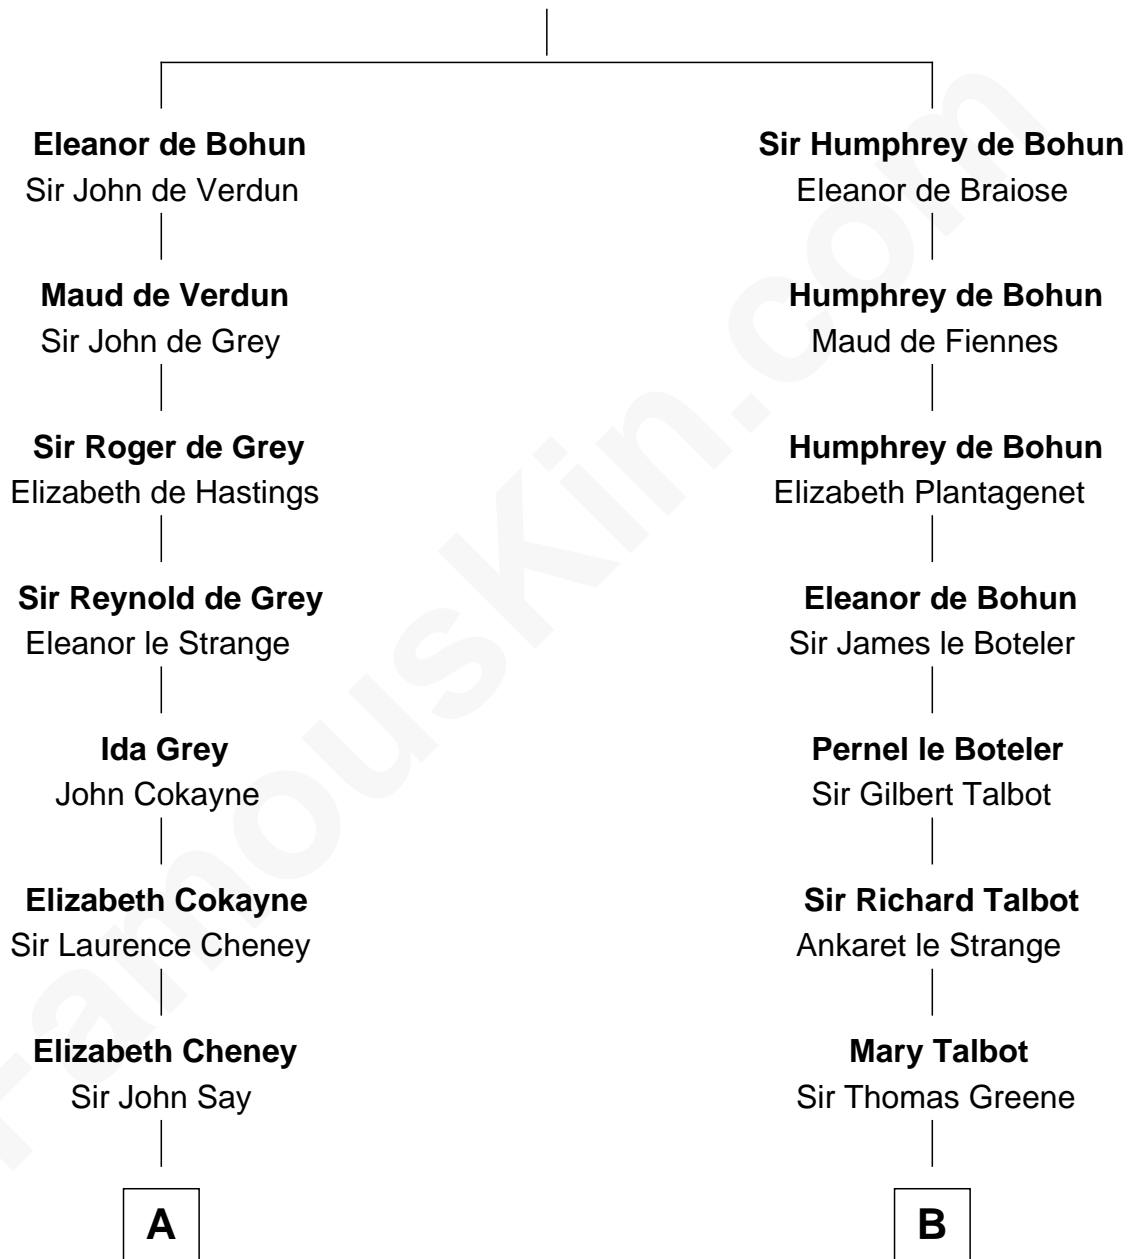 Eleanor de Bohun
Sir John de Verdun
Maud de Verdun
Sir John de Grey
Sir Roger de Grey
Elizabeth de Hastings
Sir Reynold de Grey
Eleanor le Strange
Ida Grey
John Cokayne
Elizabeth Cokayne
Sir Laurence Cheney
Elizabeth Cheney
Sir John Say
A
Sir Humphrey de Bohun
Eleanor de Braiose
Humphrey de Bohun
Maud de Fiennes
Humphrey de Bohun
Elizabeth Plantagenet
Eleanor de Bohun
Sir James le Boteler
Pernel le Boteler
Sir Gilbert Talbot
Sir Richard Talbot
Ankaret le Strange
Mary Talbot
Sir Thomas Greene
B
FamousKin.com